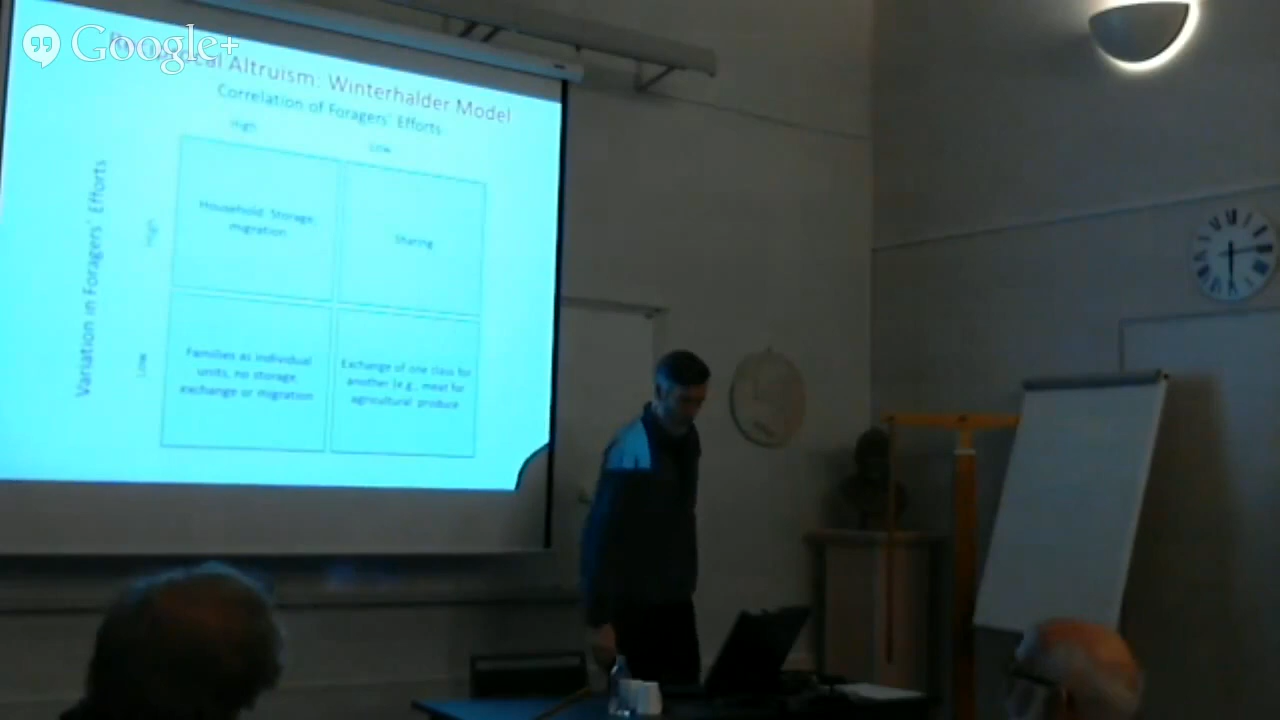 Google+
Altruism: Winterhalder Model
Correlation of Foragers' Efforts
High
Low
Variation in Foragers' Efforts
High
Household Storage,
migration
Sharing
Low
Families as individual
units, no storage,
exchange or migration
Exchange of one class for
another (e.g., meat for
agricultural produce